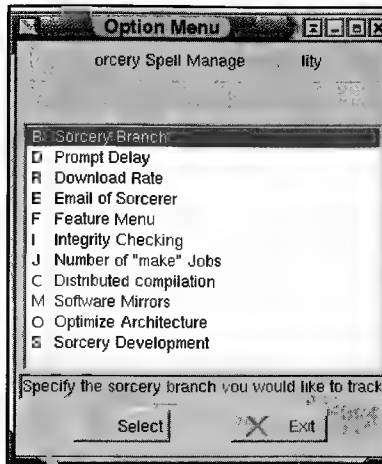 Option Menu
orcery Spell Manage lity
B Sorcery Branch
D Prompt Delay
R Download Rate
E Email of Sorcerer
F Feature Menu
I Integrity Checking
J Number of "make" Jobs
C Distributed compilation
M Software Mirrors
O Optimize Architecture
S Sorcery Development
Specify the sorcery branch you would like to track
Select Exit